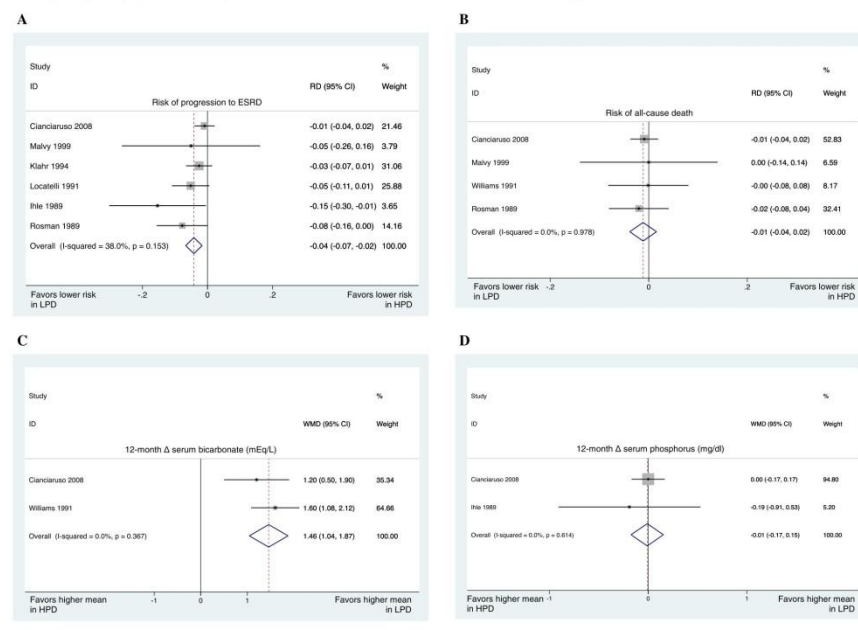 A
Study %
ID RD (95% CI) Weight
Risk of progression to ESRD
Cianciaruso 2008 -0.01 (-0.04, 0.02) 21.46
Malvy 1999 -0.05 (-0.26, 0.16) 3.79
Klahr 1994 -0.03 (-0.07, 0.01) 31.06
Locatelli 1991 -0.05 (-0.11, 0.01) 25.88
Ihle 1989 -0.15 (-0.30, -0.01) 3.65
Rosman 1989 -0.08 (-0.16, 0.00) 14.16
Overall (I-squared = 38.0%, p = 0.153) -0.04 (-0.07, -0.02) 100.00
Favors lower risk -.2 0 .2 Favors lower risk
in LPD in HPD
B
Study %
ID RD (95% CI) Weight
Risk of all-cause death
Cianciaruso 2008 -0.01 (-0.04, 0.02) 52.83
Malvy 1999 0.00 (-0.14, 0.14) 6.59
Williams 1991 -0.00 (-0.08, 0.08) 8.17
Rosman 1989 -0.02 (-0.08, 0.04) 32.41
Overall (I-squared = 0.0%, p = 0.978) -0.01 (-0.04, 0.02) 100.00
Favors lower risk -.2 0 .2 Favors lower risk
in LPD in HPD
C
Study %
ID WMD (95% CI) Weight
12-month Δ serum bicarbonate (mEq/L)
Cianciaruso 2008 1.20 (0.50, 1.90) 35.34
Williams 1991 1.60 (1.08, 2.12) 64.66
Overall (I-squared = 0.0%, p = 0.367) 1.46 (1.04, 1.87) 100.00
Favors higher mean -1 0 1 Favors higher mean
in HPD in LPD
D
Study %
ID WMD (95% CI) Weight
12-month Δ serum phosphorus (mg/dl)
Cianciaruso 2008 0.00 (-0.17, 0.17) 94.80
Ihle 1989 -0.19 (-0.91, 0.53) 5.20
Overall (I-squared = 0.0%, p = 0.614) -0.01 (-0.17, 0.15) 100.00
Favors higher mean -1 0 1 Favors higher mean
in HPD in LPD